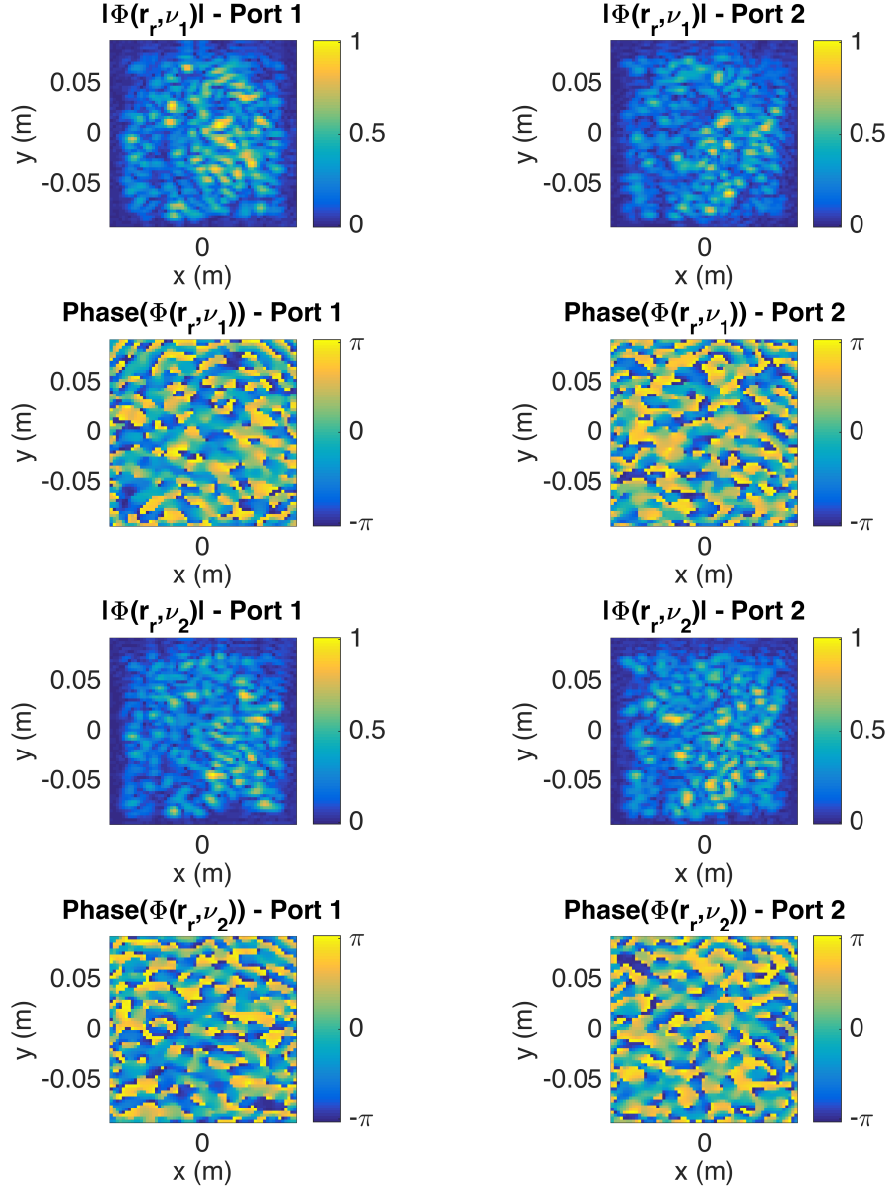 |Φ(r_r,ν_1)| - Port 1
|Φ(r_r,ν_1)| - Port 2
1
0.5
0
0.05
0
-0.05
y (m)
0
x (m)
1
0.5
0
0.05
0
-0.05
y (m)
0
x (m)
Phase(Φ(r_r,ν_1)) - Port 1
Phase(Φ(r_r,ν_1)) - Port 2
π
0
-π
0.05
0
-0.05
y (m)
0
x (m)
π
0
-π
0.05
0
-0.05
y (m)
0
x (m)
|Φ(r_r,ν_2)| - Port 1
|Φ(r_r,ν_2)| - Port 2
1
0.5
0
0.05
0
-0.05
y (m)
0
x (m)
1
0.5
0
0.05
0
-0.05
y (m)
0
x (m)
Phase(Φ(r_r,ν_2)) - Port 1
Phase(Φ(r_r,ν_2)) - Port 2
π
0
-π
0.05
0
-0.05
y (m)
0
x (m)
π
0
-π
0.05
0
-0.05
y (m)
0
x (m)